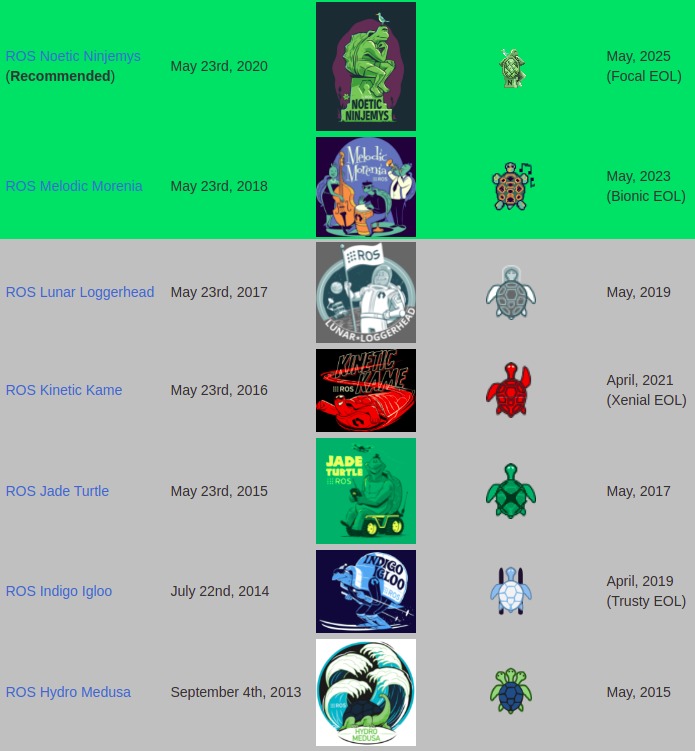 ROS Noetic Ninjemys
(Recommended)
May 23rd, 2020
NOETIC
NINJEMYS
N
May, 2025
(Focal EOL)
ROS Melodic Morenia
May 23rd, 2018
Melodic
Morenia
ROS
May, 2023
(Bionic EOL)
ROS Lunar Loggerhead
May 23rd, 2017
ROS
LUNAR•LOGGERHEAD
May, 2019
ROS Kinetic Kame
May 23rd, 2016
KINETIC
KAME
ROS
April, 2021
(Xenial EOL)
ROS Jade Turtle
May 23rd, 2015
JADE
TURTLE
ROS
May, 2017
ROS Indigo Igloo
July 22nd, 2014
INDIGO
IGLOO
ROS
April, 2019
(Trusty EOL)
ROS Hydro Medusa
September 4th, 2013
ROS
HYDRO
MEDUSA
May, 2015